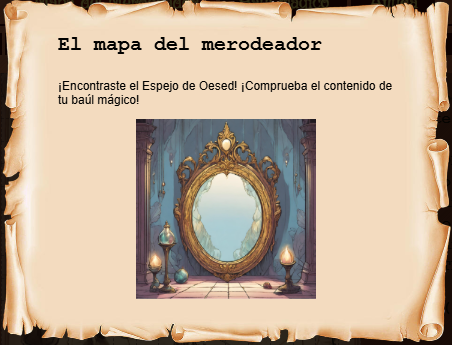 El mapa del merodeador
¡Encontraste el Espejo de Oesed! ¡Comprueba el contenido de
tu baúl mágico!